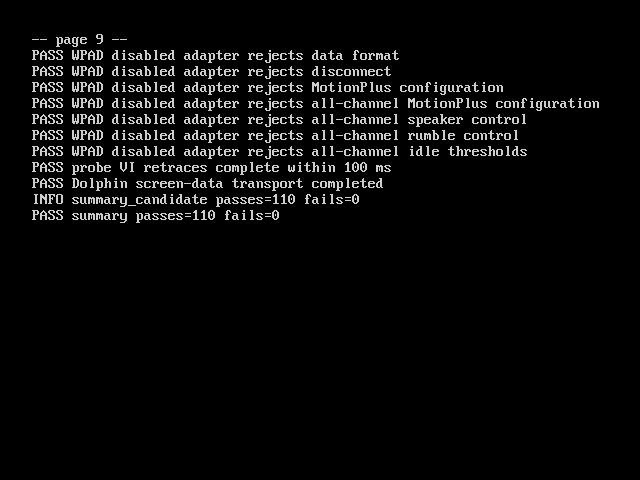 -- page 9 --
PASS WPAD disabled adapter rejects data format
PASS WPAD disabled adapter rejects disconnect
PASS WPAD disabled adapter rejects MotionPlus configuration
PASS WPAD disabled adapter rejects all-channel MotionPlus configuration
PASS WPAD disabled adapter rejects all-channel speaker control
PASS WPAD disabled adapter rejects all-channel rumble control
PASS WPAD disabled adapter rejects all-channel idle thresholds
PASS probe VI retraces complete within 100 ms
PASS Dolphin screen-data transport completed
INFO summary_candidate passes=110 fails=0
PASS summary passes=110 fails=0